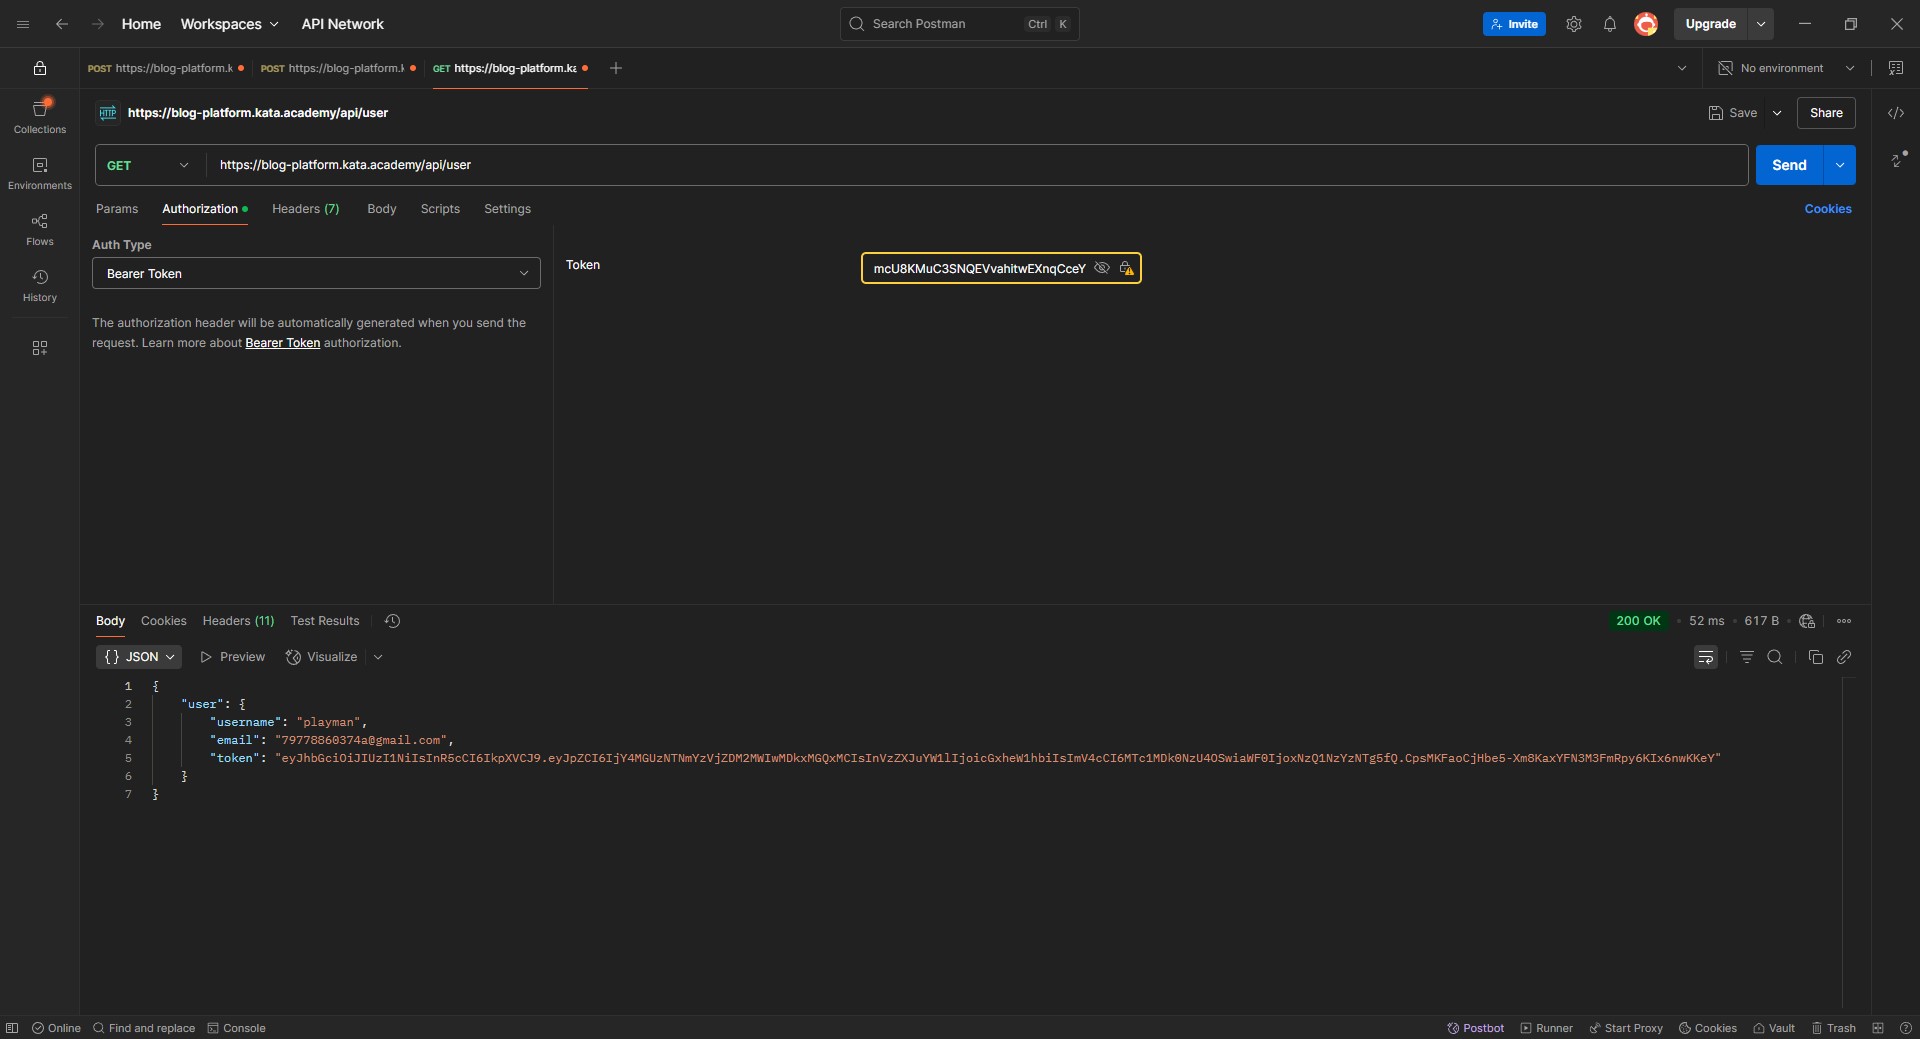 Home Workspaces API Network Search Postman Ctrl K Invite Upgrade
POST https://blog-platform.k POST https://blog-platform.k GET https://blog-platform.ka No environment
HTTP https://blog-platform.kata.academy/api/user Save Share
GET https://blog-platform.kata.academy/api/user Send
Params Authorization Headers (7) Body Scripts Settings Cookies
Collections
Environments
Flows
History
Auth Type
Bearer Token
The authorization header will be automatically generated when you send the
request. Learn more about Bearer Token authorization.
Token mcU8KMuC3SNQEVvahitwEXnqCceY
Body Cookies Headers (11) Test Results 200 OK • 52 ms • 617 B
{} JSON Preview Visualize
1 {
2 "user": {
3 "username": "playman",
4 "email": "79778860374a@gmail.com",
5 "token": "eyJhbGciOiJIUzI1NiIsInR5cCI6IkpXVCJ9.eyJpZCI6IjY4MGUzNTNmYzVjZDM2MWIwMDkxMGQxMCIsInVzZXJuYW1lIjoicGxheW1hbiIsImV4cCI6MTc1MDk0NzU4OSwiaWF0IjoxNzQ1NzYzNTg5fQ.CpsMKFaoCjHbe5-Xm8KaxYFN3M3FmRpy6KIx6nwKKeY"
6 }
7 }
Online Find and replace Console Postbot Runner Start Proxy Cookies Vault Trash